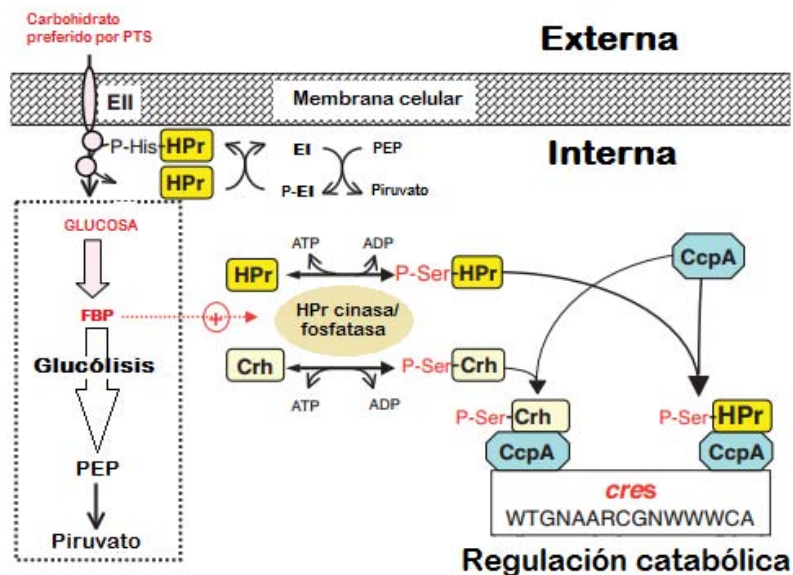 Carbohidrato
preferido por PTS
Externa
EII
Membrana celular
Interna
P-His-HPr
EI
PEP
HPr
P-EI
Piruvato
GLUCOSA
ATP
ADP
CcpA
HPr
P-Ser-HPr
FBP
+
HPr cinasa/
fosfatasa
Glucólisis
Crh
P-Ser-Crh
ATP
ADP
P-Ser-Crh
P-Ser-HPr
CcpA
CcpA
PEP
cres
WTGNAARCGNWWWCA
Piruvato
Regulación catabólica